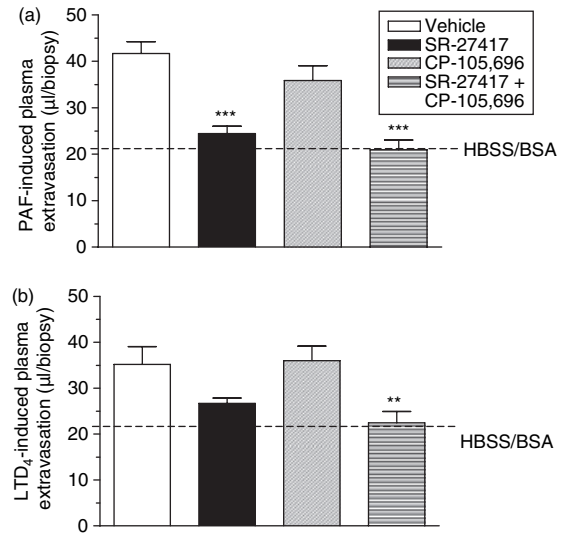 (a)
50
40
30
20
10
0
PAF-induced plasma
extravasation (µl/biopsy)
Vehicle
SR-27417
CP-105,696
SR-27417 +
CP-105,696
***
***
HBSS/BSA
(b)
50
40
30
20
10
0
LTD₄-induced plasma
extravasation (µl/biopsy)
**
HBSS/BSA